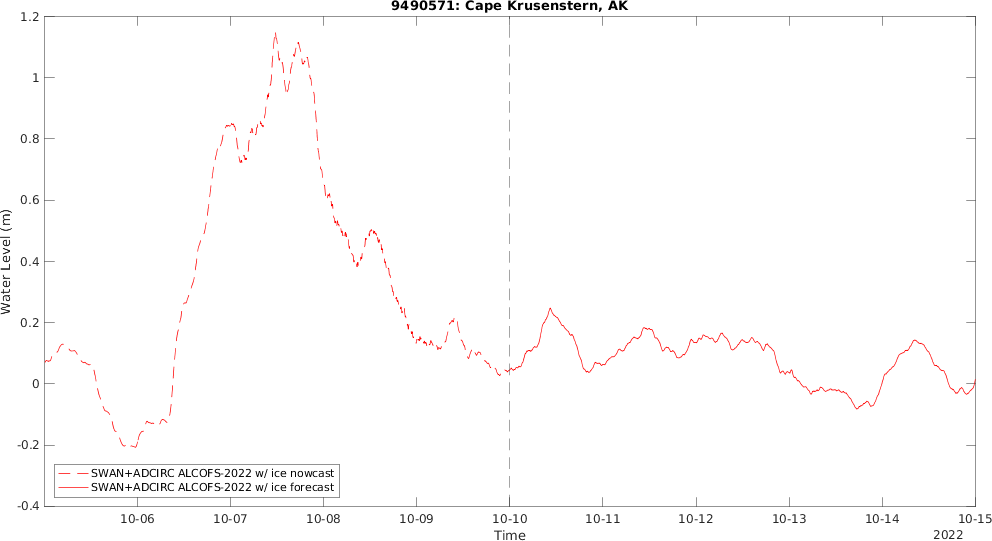 9490571: Cape Krusenstern, AK
1.2
1
0.8
0.6
0.4
0.2
0
-0.2
-0.4
Water Level (m)
SWAN+ADCIRC ALCOFS-2022 w/ ice nowcast
SWAN+ADCIRC ALCOFS-2022 w/ ice forecast
10-06 10-07 10-08 10-09 10-10 10-11 10-12 10-13 10-14 10-15
Time
2022